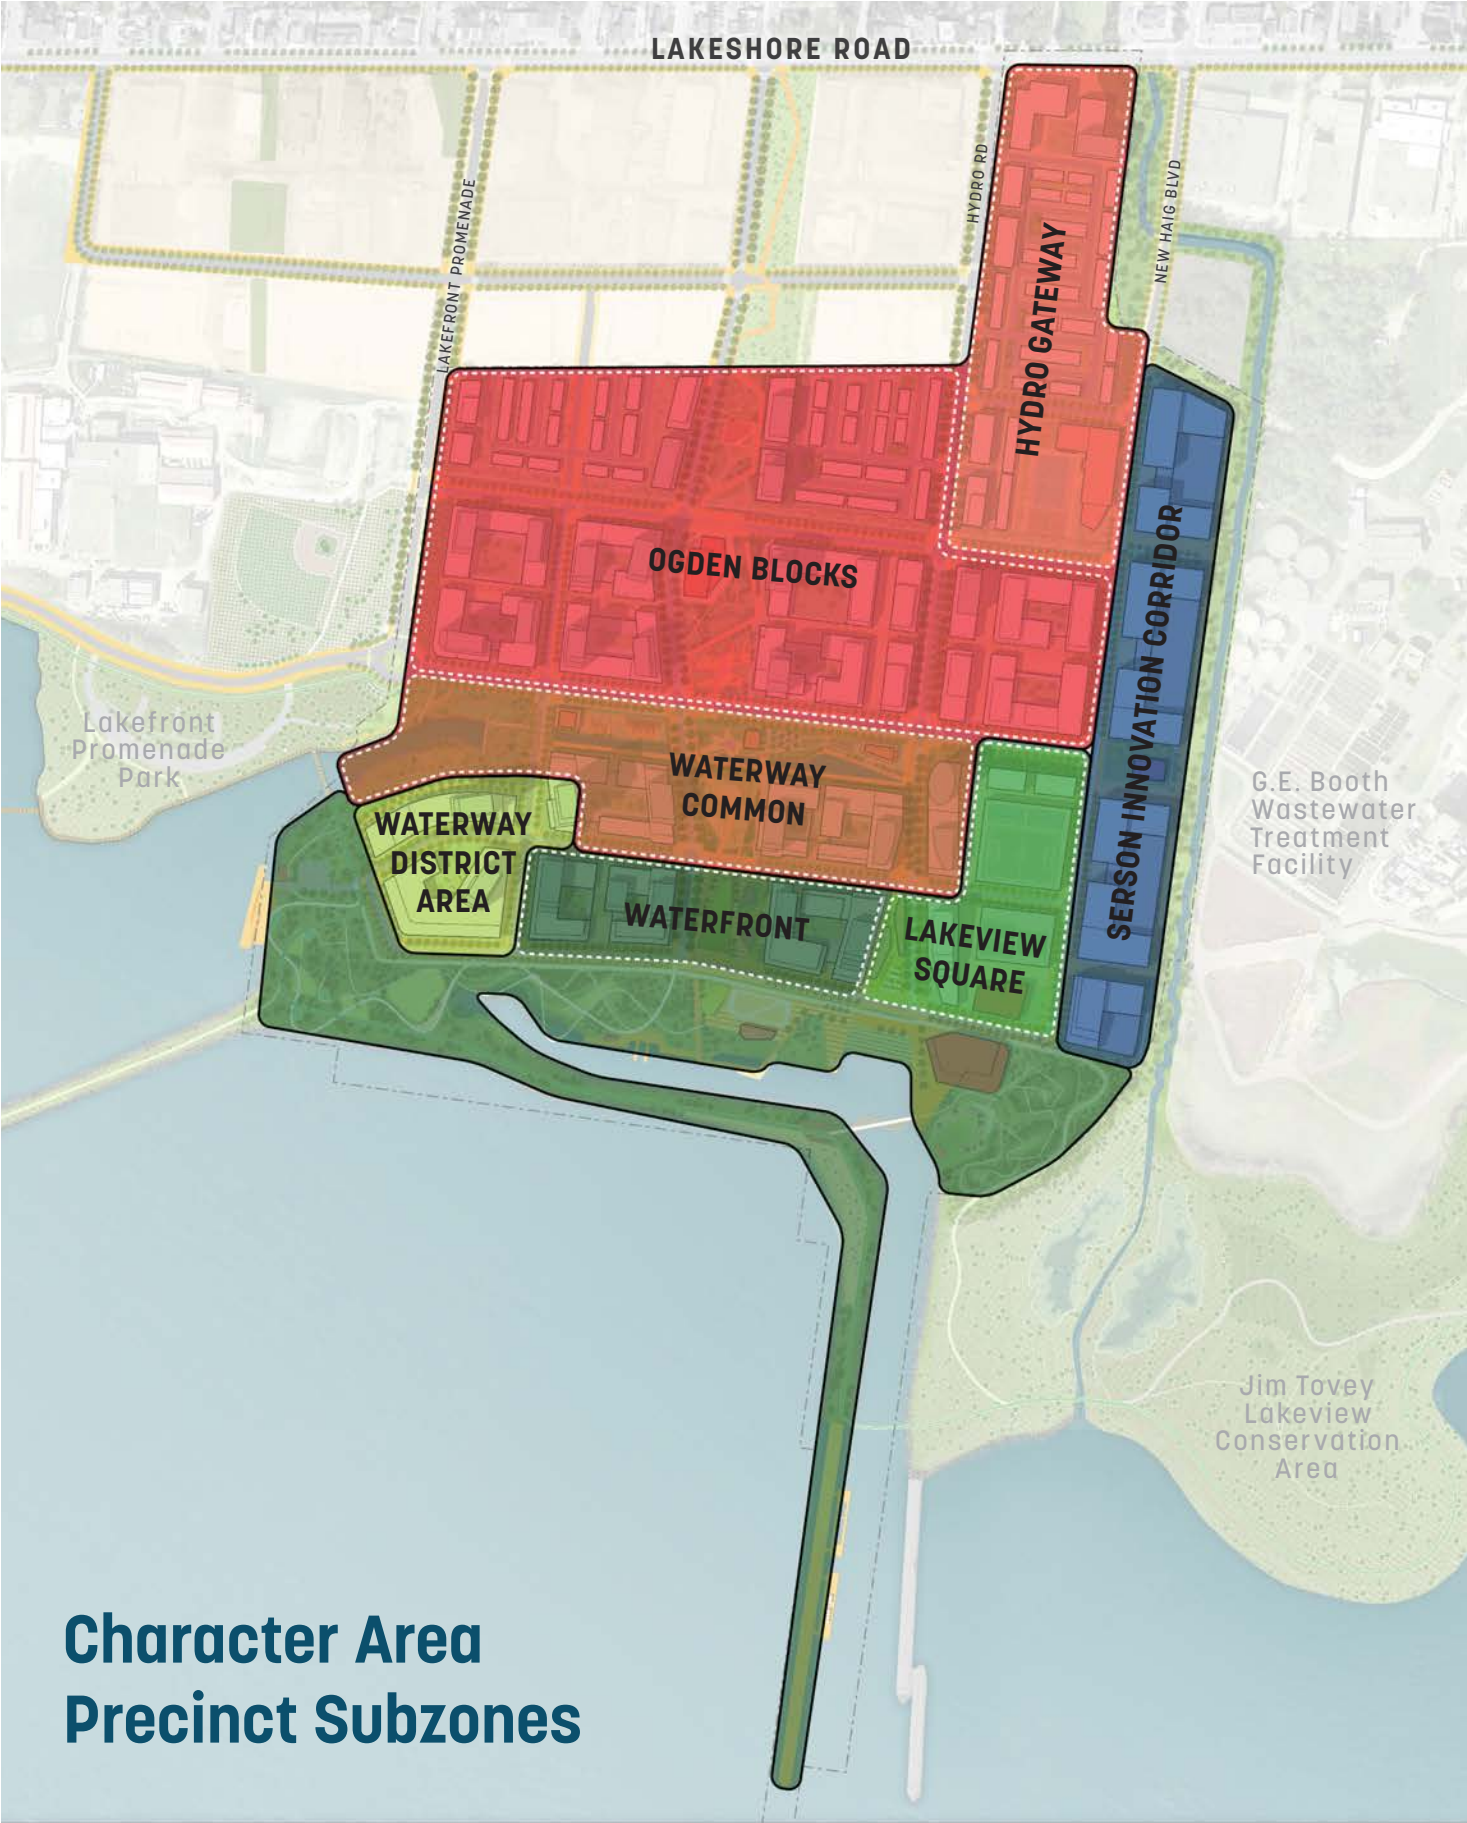 LAKESHORE ROAD
HYDRO RD
NEW HAIG BLVD
LAKEFRONT PROMENADE
HYDRO GATEWAY
OGDEN BLOCKS
SERSON INNOVATION CORRIDOR
Lakefront
Promenade
Park
WATERWAY
COMMON
G.E. Booth
Wastewater
Treatment
Facility
WATERWAY
DISTRICT
AREA
WATERFRONT
LAKEVIEW
SQUARE
Jim Tovey
Lakeview
Conservation
Area
Character Area
Precinct Subzones